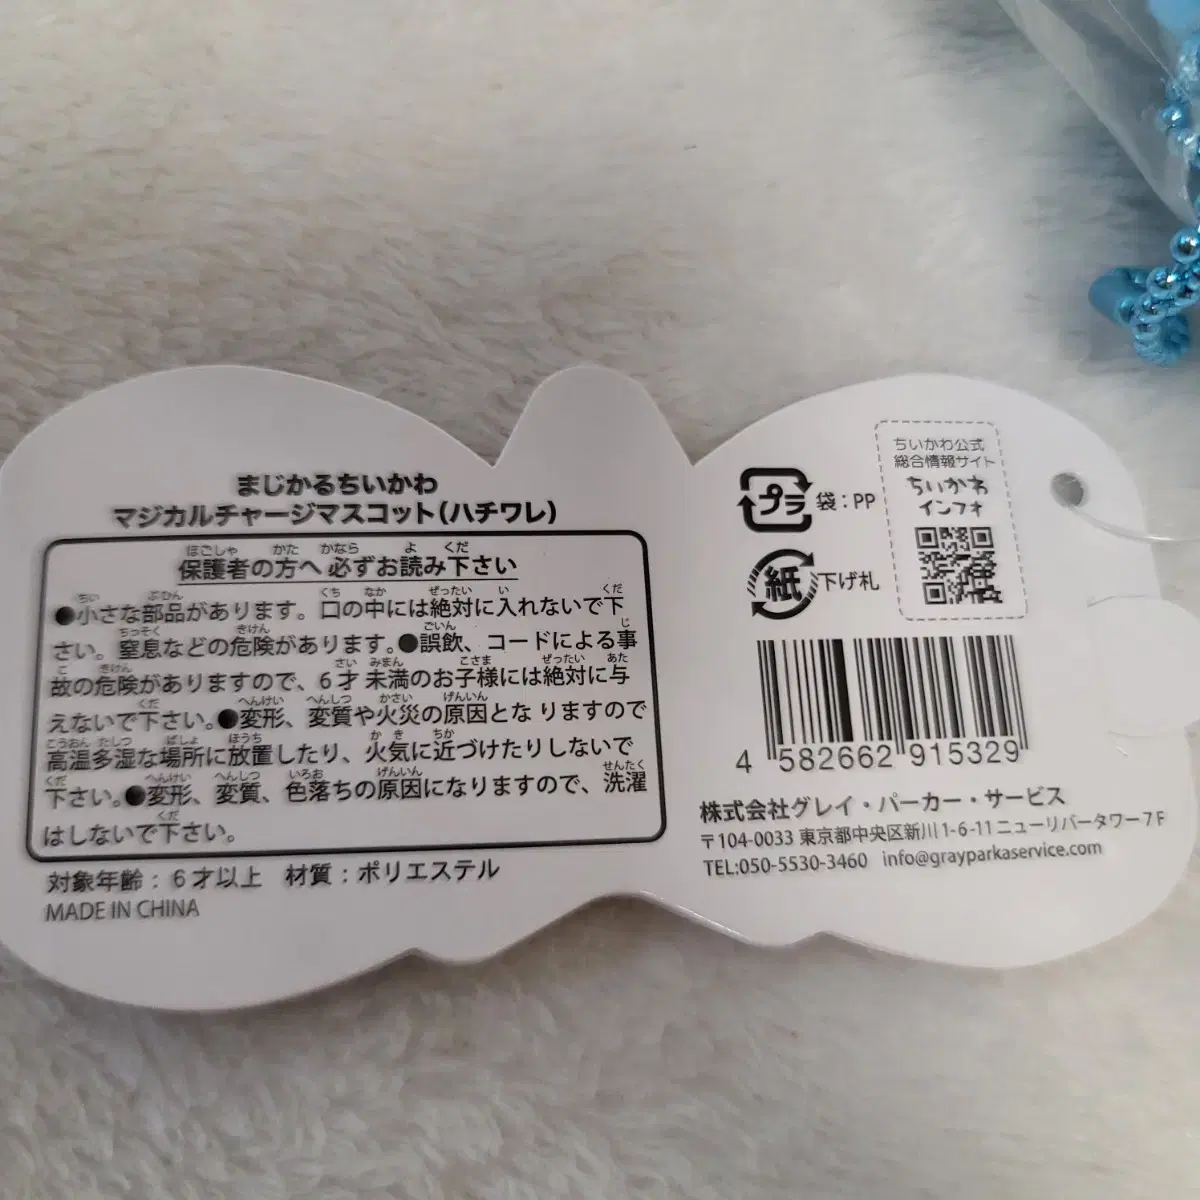 まじかるちいかわ
マジカルチャージマスコット(ハチワレ)
保護者の方へ 必ずお読み下さい
●小さな部品があります。口の中には絶対に入れないで下
さい。窒息などの危険があります。●誤飲、コードによる事
故の危険がありますので、6才 未満のお子様には絶対に与
えないで下さい。●変形、変質や火災の原因となりますので
高温多湿な場所に放置したり、火気に近づけたりしないで
下さい。●変形、変質、色落ちの原因になりますので、洗濯
はしないで下さい。
対象年齢：6才以上 材質：ポリエステル
MADE IN CHINA
プラ 袋：PP
紙 下げ札
ちいかわ公式
総合情報サイト
ちいかわ
インフォ
4 582662 915329
株式会社グレイ・パーカー・サービス
〒104-0033 東京都中央区新川1-6-11ニューリバータワー7F
TEL:050-5530-3460 info@grayparkaservice.com